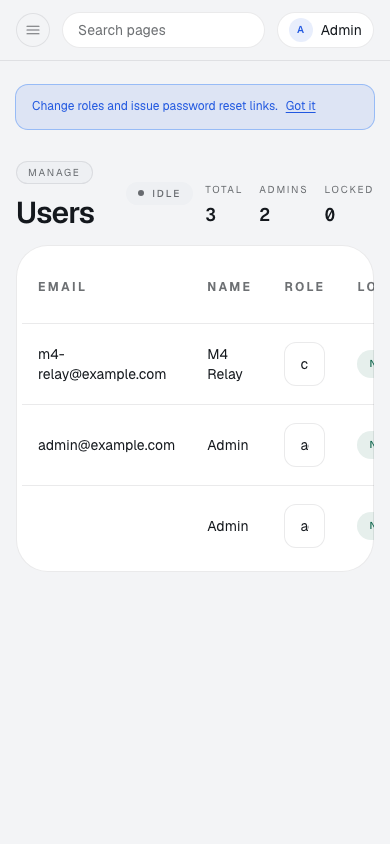 Search pages
A Admin
Change roles and issue password reset links. Got it
MANAGE
Users
IDLE
TOTAL ADMINS LOCKED
3 2 0
EMAIL NAME ROLE LO
m4-
relay@example.com
M4
Relay
c
admin@example.com Admin a
Admin a